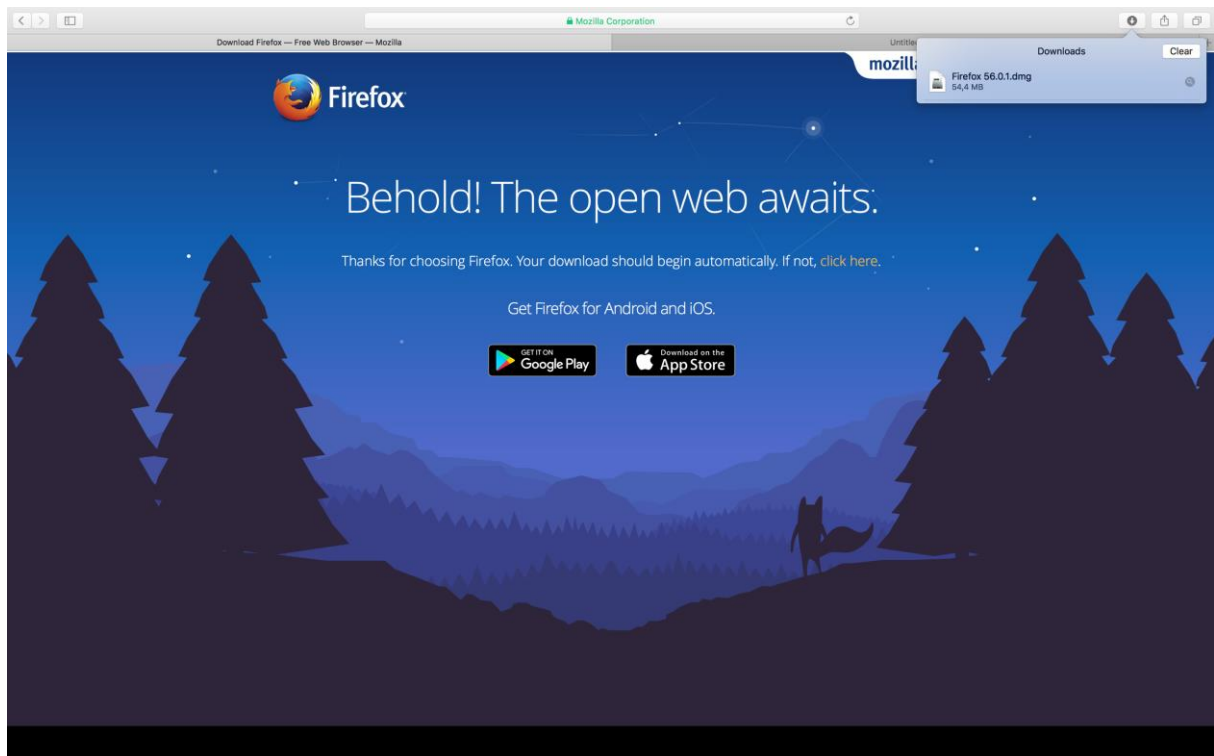 Mozilla Corporation
Download Firefox — Free Web Browser — Mozilla
Downloads
Clear
Firefox 56.0.1.dmg
54,4 MB
Firefox
Behold! The open web awaits.
Thanks for choosing Firefox. Your download should begin automatically. If not, click here.
Get Firefox for Android and iOS.
GET IT ON
Google Play
Download on the
App Store